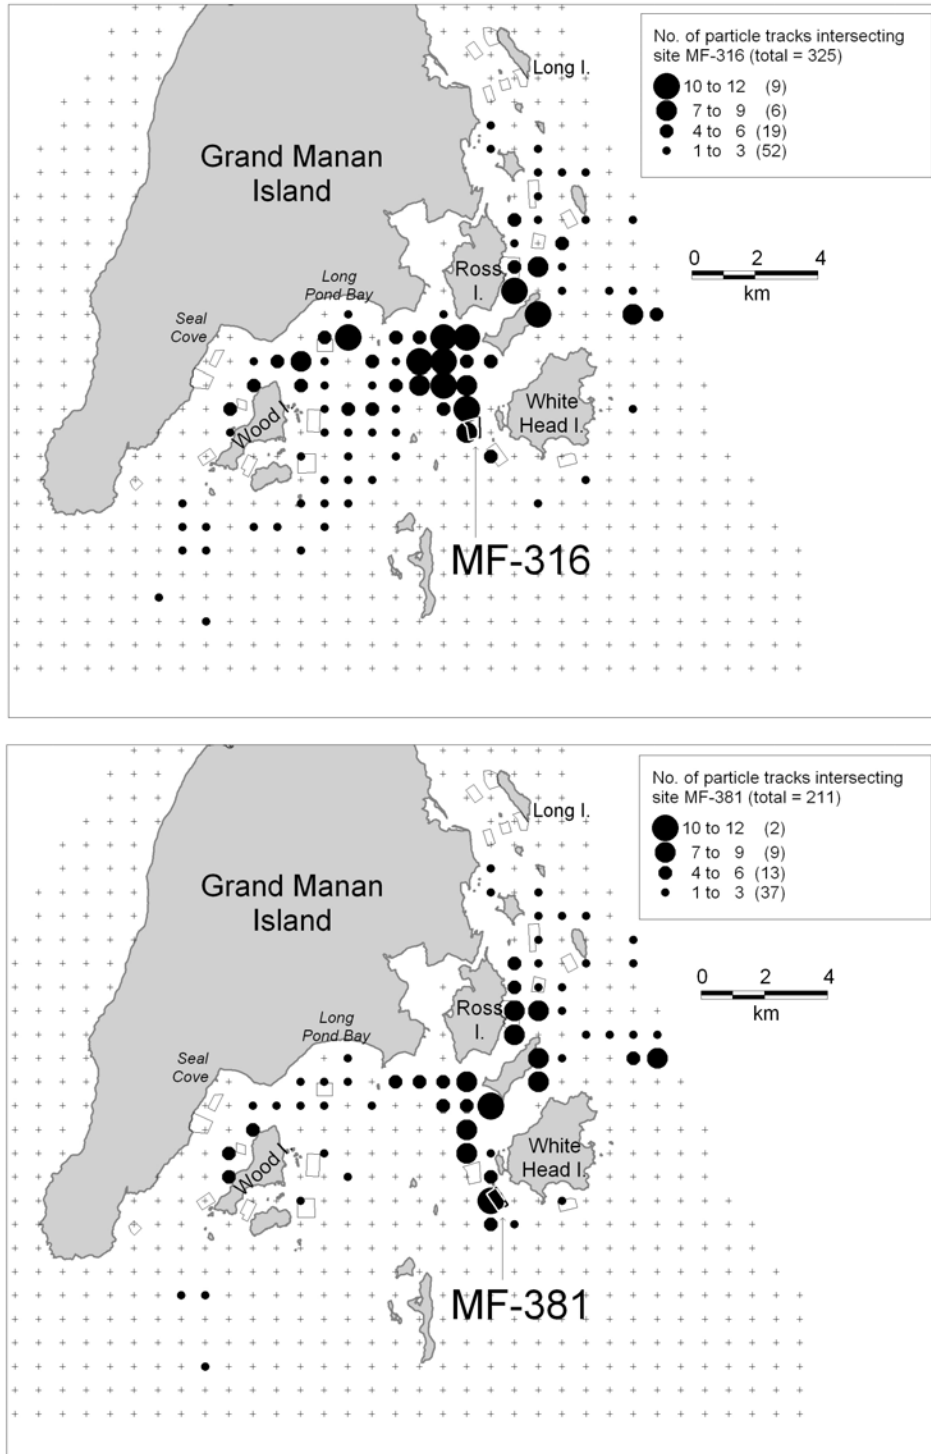 No. of particle tracks intersecting
site MF-316 (total = 325)
10 to 12 (9)
7 to 9 (6)
4 to 6 (19)
1 to 3 (52)
Long I.
Grand Manan
Island
0 2 4
km
Ross
I.
Long
Pond Bay
Seal
Cove
White
Head I.
Wood I.
MF-316
No. of particle tracks intersecting
site MF-381 (total = 211)
10 to 12 (2)
7 to 9 (9)
4 to 6 (13)
1 to 3 (37)
Long I.
Grand Manan
Island
0 2 4
km
Ross
I.
Long
Pond Bay
Seal
Cove
White
Head I.
Wood I.
MF-381